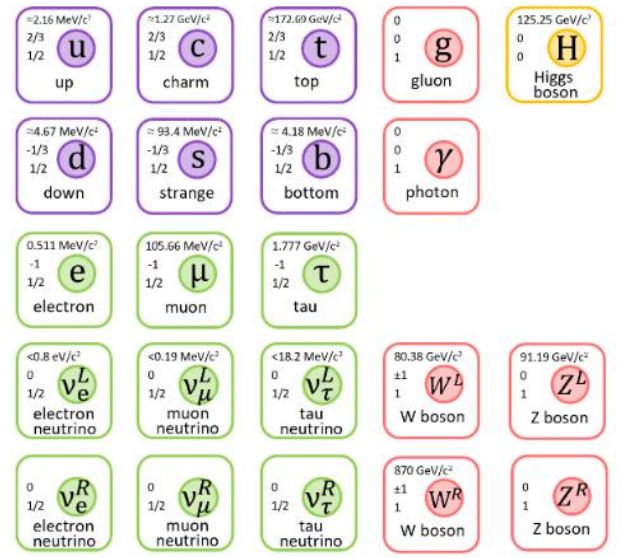 ≈2.16 MeV/c²
2/3
1/2
u
up
≈1.27 GeV/c²
2/3
1/2
c
charm
≈172.69 GeV/c²
2/3
1/2
t
top
0
0
1
g
gluon
125.25 GeV/c²
0
0
H
Higgs
boson
≈4.67 MeV/c²
-1/3
1/2
d
down
≈ 93.4 MeV/c²
-1/3
1/2
s
strange
≈ 4.18 MeV/c²
-1/3
1/2
b
bottom
0
0
1
γ
photon
0.511 MeV/c²
-1
1/2
e
electron
105.66 MeV/c²
-1
1/2
μ
muon
1.777 GeV/c²
-1
1/2
τ
tau
<0.8 eV/c²
0
1/2
ν_e^L
electron
neutrino
<0.19 MeV/c²
0
1/2
ν_μ^L
muon
neutrino
<18.2 MeV/c²
0
1/2
ν_τ^L
tau
neutrino
80.38 GeV/c²
±1
1
W^L
W boson
91.19 GeV/c²
0
1
Z^L
Z boson
0
1/2
ν_e^R
electron
neutrino
0
1/2
ν_μ^R
muon
neutrino
0
1/2
ν_τ^R
tau
neutrino
870 GeV/c²
±1
1
W^R
W boson
0
1
Z^R
Z boson